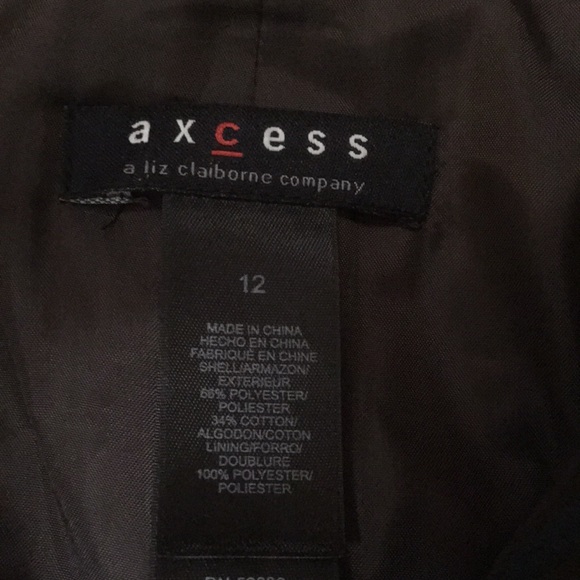 axcess
a liz claiborne company
12
MADE IN CHINA
HECHO EN CHINA
FABRIQUÉ EN CHINE
SHELL/ARMAZON/
EXTERIEUR
66% POLYESTER/
POLIESTER
34% COTTON/
ALGODON/COTON
LINING/FORRO/
DOUBLURE
100% POLYESTER/
POLIESTER